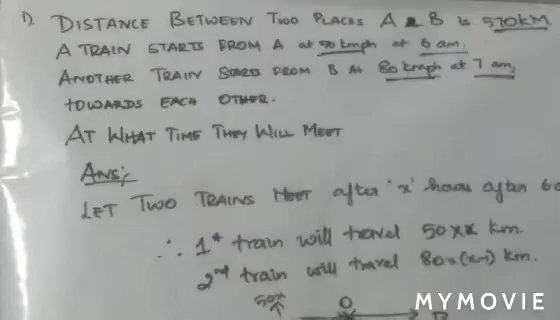 1) DISTANCE BETWEEN TWO PLACES A & B is 570KM.
A TRAIN STARTS FROM A at 50 kmph at 6 am.
ANOTHER TRAIN STARTS FROM B AT 80 kmph at 7 am,
TOWARDS EACH OTHER.
AT WHAT TIME THEY WILL MEET
Ans:-
LET TWO TRAINS MEET after 'x' hours after 6
∴ 1st train will travel 50×x km.
2nd train will travel 80×(x-1) km.
50x
O
B
MYMOVIE